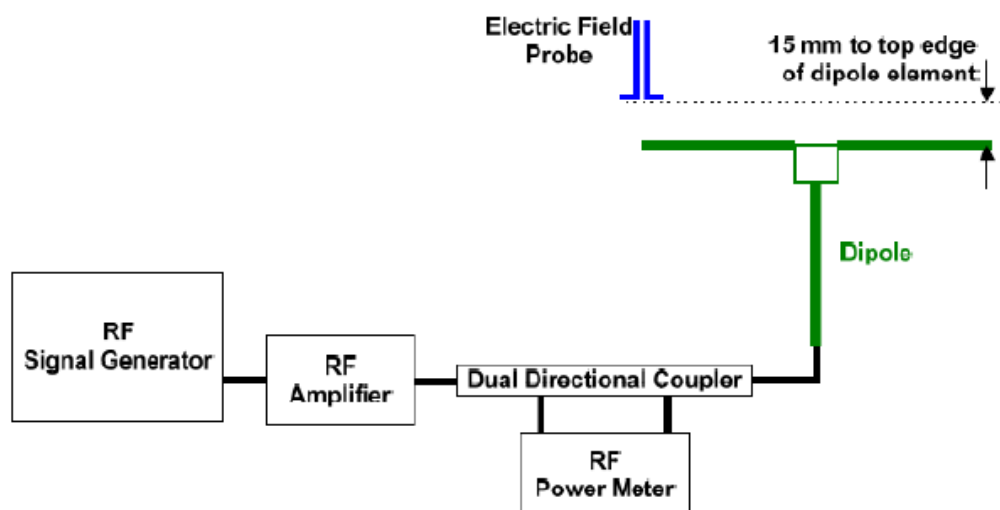 Electric Field
Probe
15 mm to top edge
of dipole element
Dipole
RF
Signal Generator
RF
Amplifier
Dual Directional Coupler
RF
Power Meter